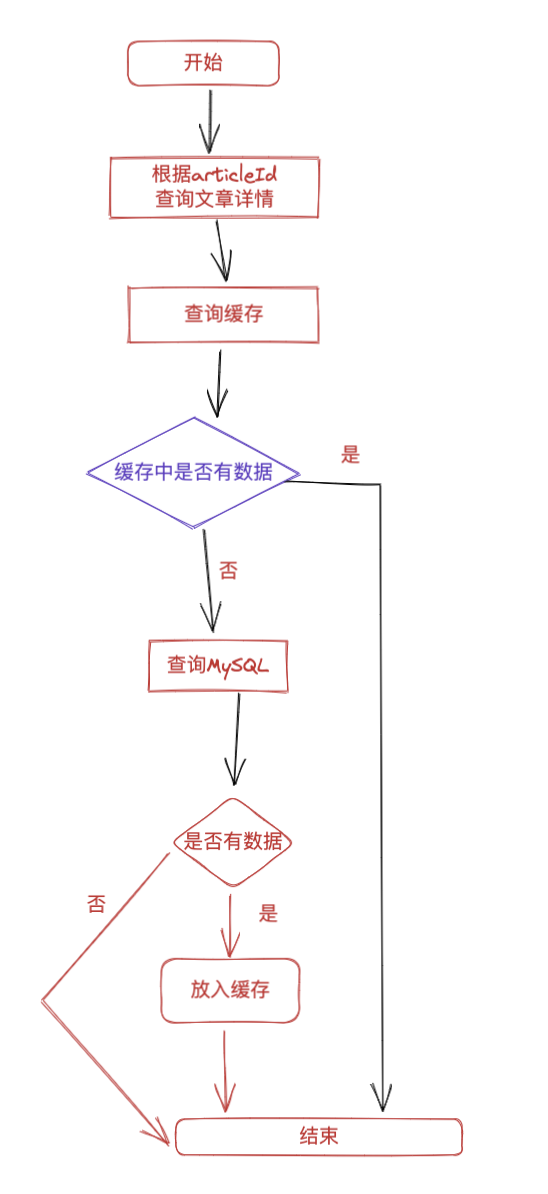 开始
根据articleId
查询文章详情
查询缓存
是
缓存中是否有数据
否
查询MySQL
是否有数据
否
是
放入缓存
结束